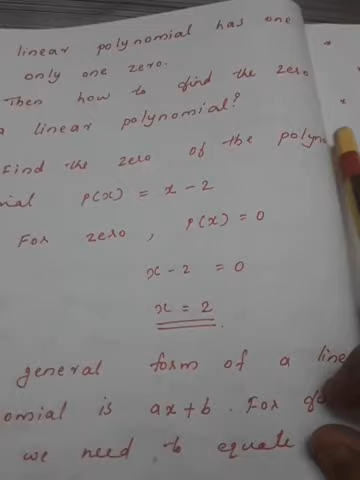 linear polynomial has one
only one zero.
Then how to find the zero
a linear polynomial?
Find the zero of the polyn
ial p(x) = x - 2
For zero, p(x) = 0
x - 2 = 0
x = 2.
general form of a line
omial is ax + b. For
we need to equate